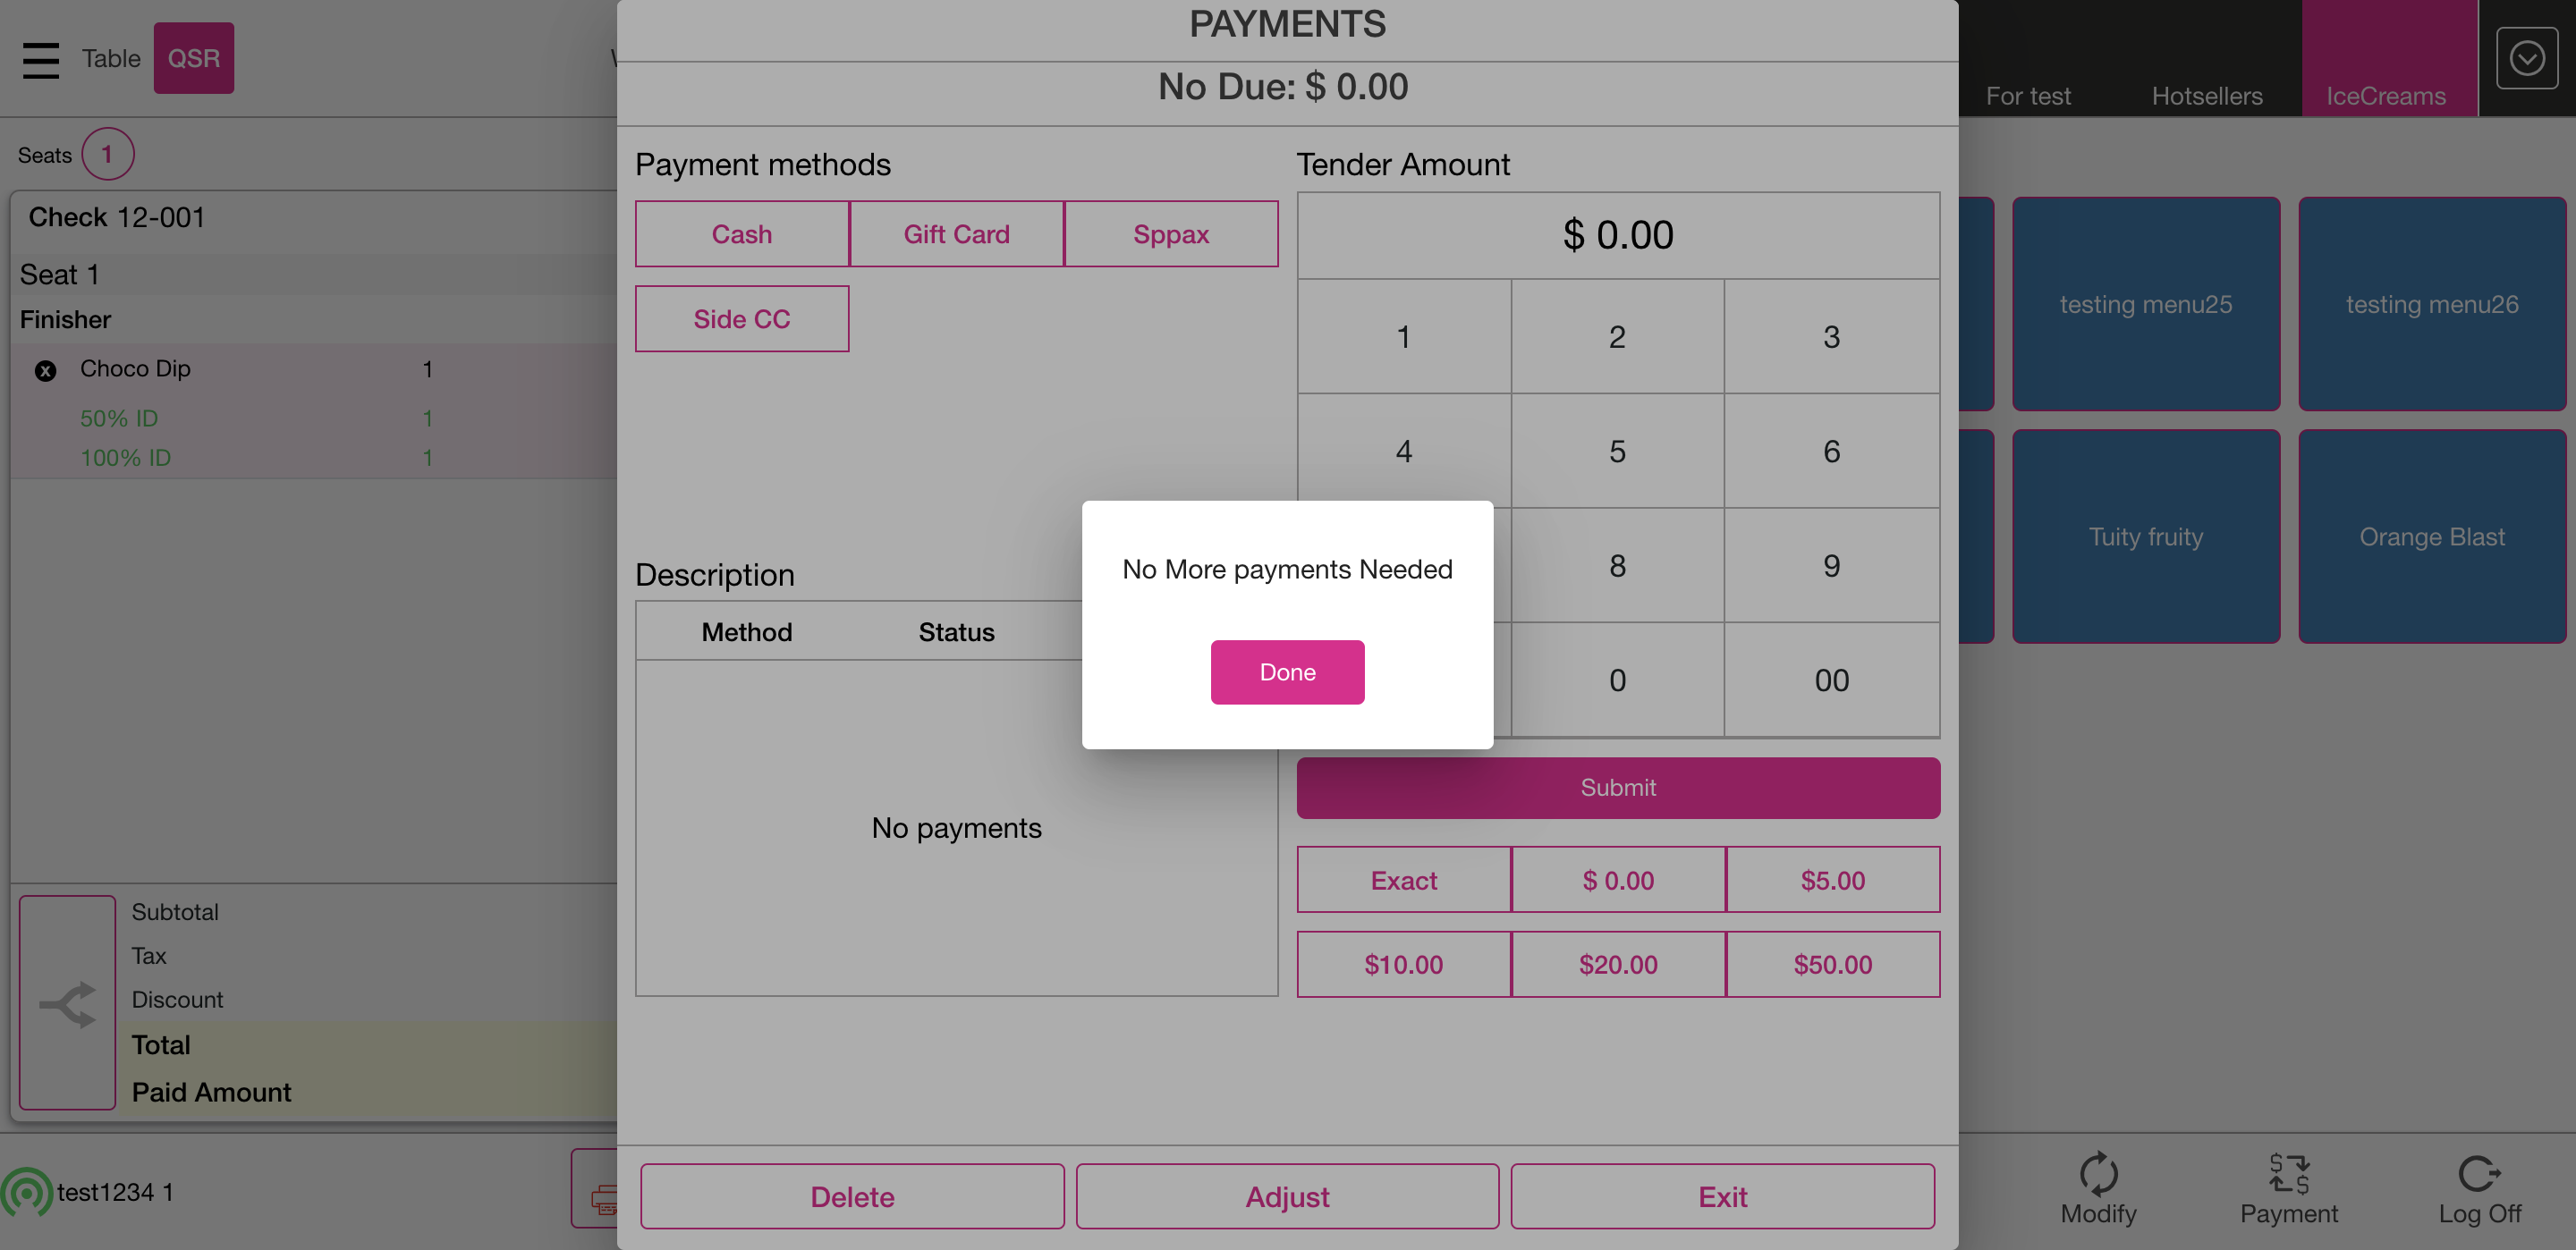 Table QSR
Seats 1
Check 12-001
Seat 1
Finisher
x Choco Dip 1
50% ID 1
100% ID 1
Subtotal
Tax
Discount
Total
Paid Amount
test1234 1
PAYMENTS
No Due: $ 0.00
Payment methods
Cash Gift Card Sppax
Side CC
Description
Method Status
No payments
Tender Amount
$ 0.00
1 2 3
4 5 6
8 9
0 00
Submit
Exact $ 0.00 $5.00
$10.00 $20.00 $50.00
No More payments Needed
Done
Delete Adjust Exit
For test Hotsellers IceCreams
testing menu25 testing menu26
Tuity fruity Orange Blast
Modify Payment Log Off